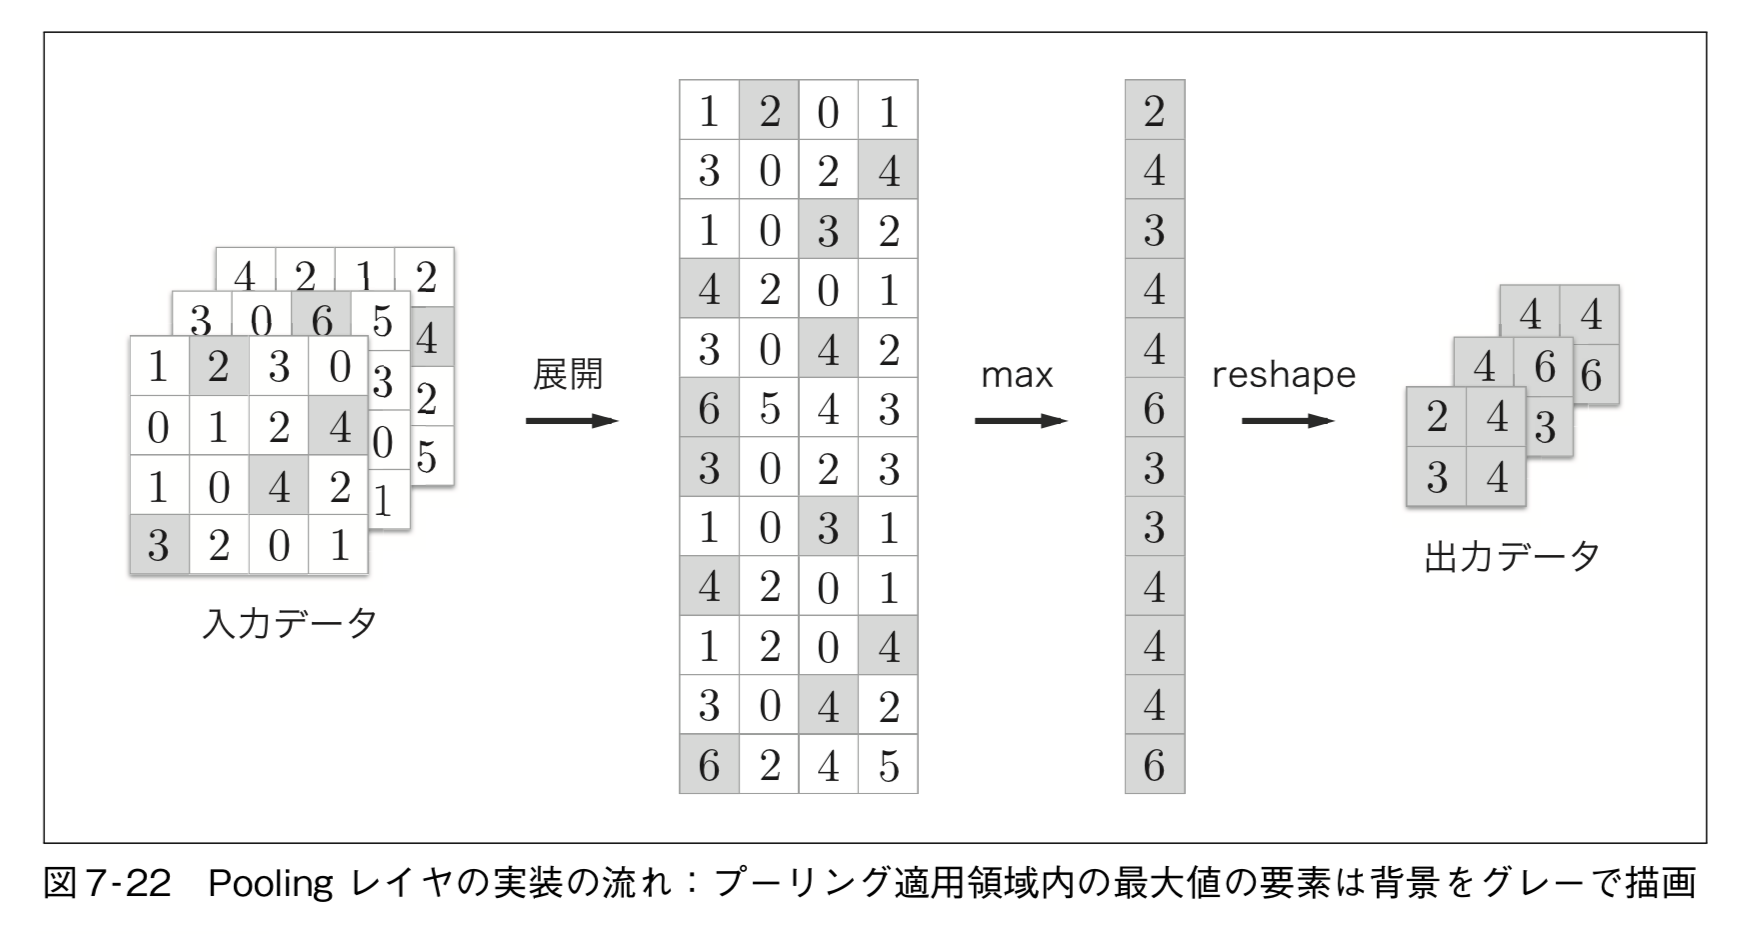 4 2 1 2
3 0 6 5 4
1 2 3 0 3 2
0 1 2 4 0 5
1 0 4 2 1
3 2 0 1
入力データ
展開
1 2 0 1
3 0 2 4
1 0 3 2
4 2 0 1
3 0 4 2
6 5 4 3
3 0 2 3
1 0 3 1
4 2 0 1
1 2 0 4
3 0 4 2
6 2 4 5
max
2
4
3
4
4
6
3
3
4
4
4
6
reshape
4 4
4 6 6
2 4 3
3 4
出力データ
図7-22 Pooling レイヤの実装の流れ：プーリング適用領域内の最大値の要素は背景をグレーで描画